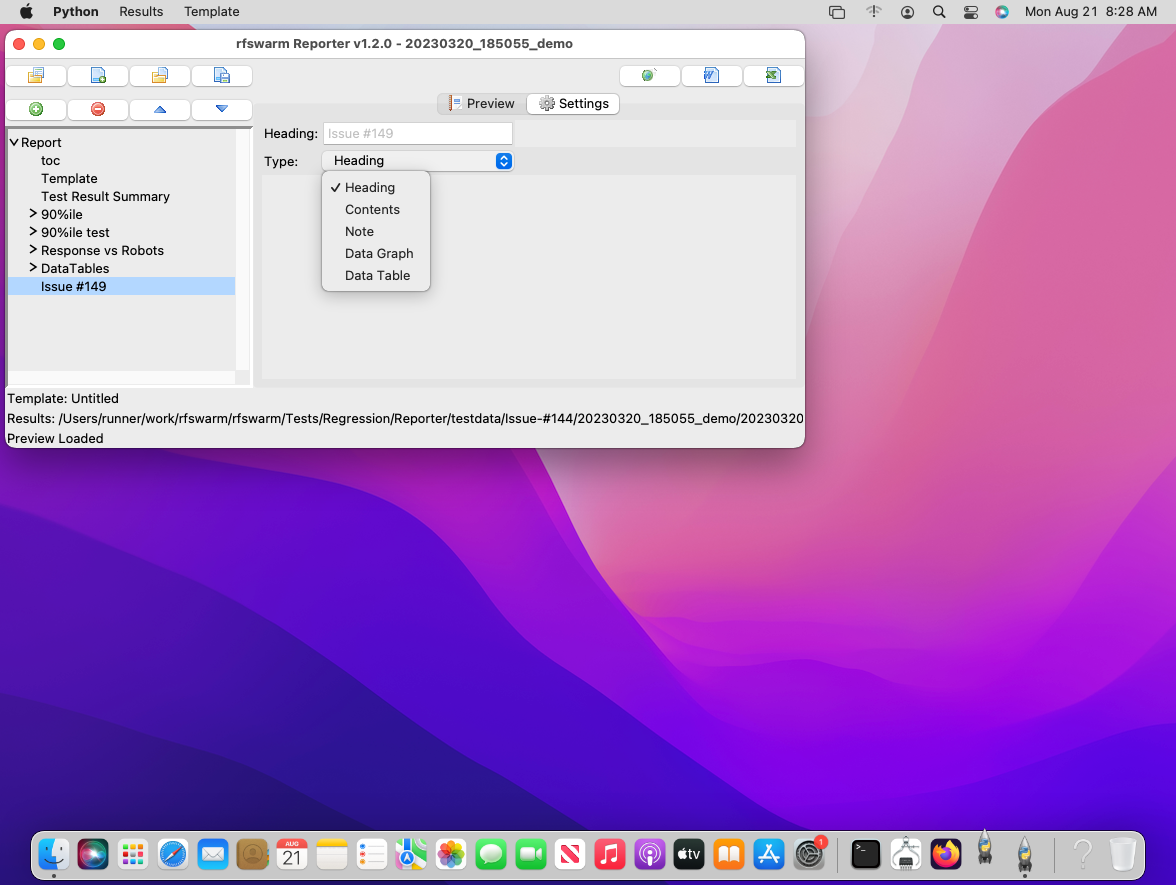 Python Results Template Mon Aug 21 8:28 AM
rfswarm Reporter v1.2.0 - 20230320_185055_demo
Preview Settings
Report
toc
Template
Test Result Summary
90%ile
90%ile test
Response vs Robots
DataTables
Issue #149
Heading: Issue #149
Type: Heading
Heading
Contents
Note
Data Graph
Data Table
Template: Untitled
Results: /Users/runner/work/rfswarm/rfswarm/Tests/Regression/Reporter/testdata/Issue-#144/20230320_185055_demo/20230320
Preview Loaded
AUG
21
tv
1